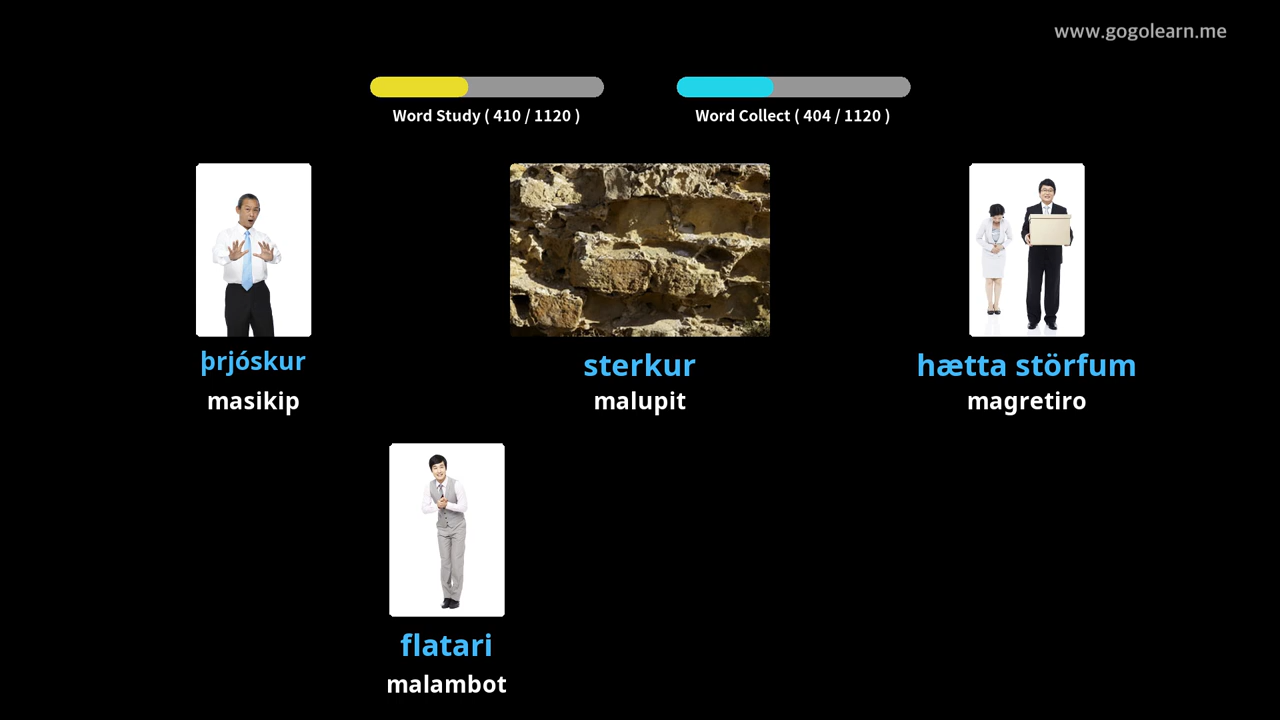 www.gogolearn.me
Word Study ( 410 / 1120 )
Word Collect ( 404 / 1120 )
þrjóskur
masikip
sterkur
malupit
hætta störfum
magretiro
flatari
malambot